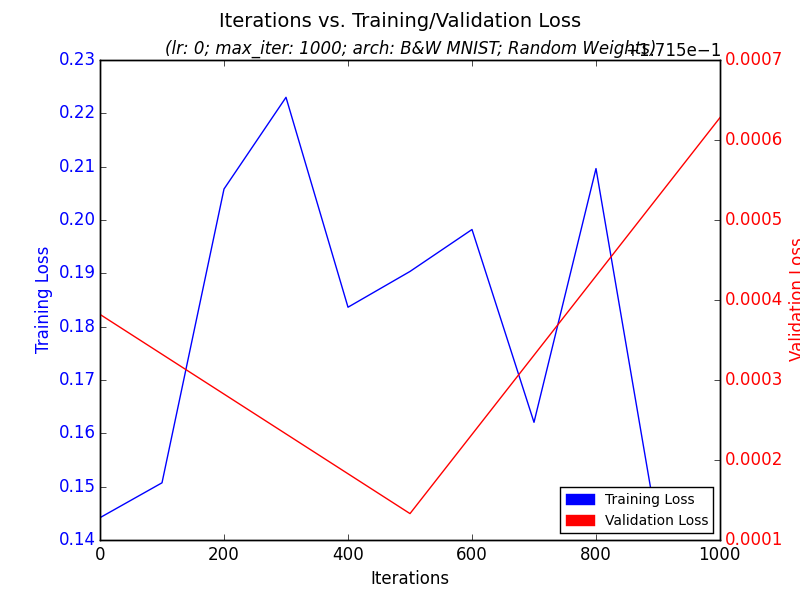 Iterations vs. Training/Validation Loss
(lr: 0; max_iter: 1000; arch: B&W MNIST; Random Weights)
+1.715e−1
0.23
0.22
0.21
0.20
0.19
0.18
0.17
0.16
0.15
0.14
Training Loss
0.0007
0.0006
0.0005
0.0004
0.0003
0.0002
0.0001
Validation Loss
Training Loss
Validation Loss
0
200
400
600
800
1000
Iterations